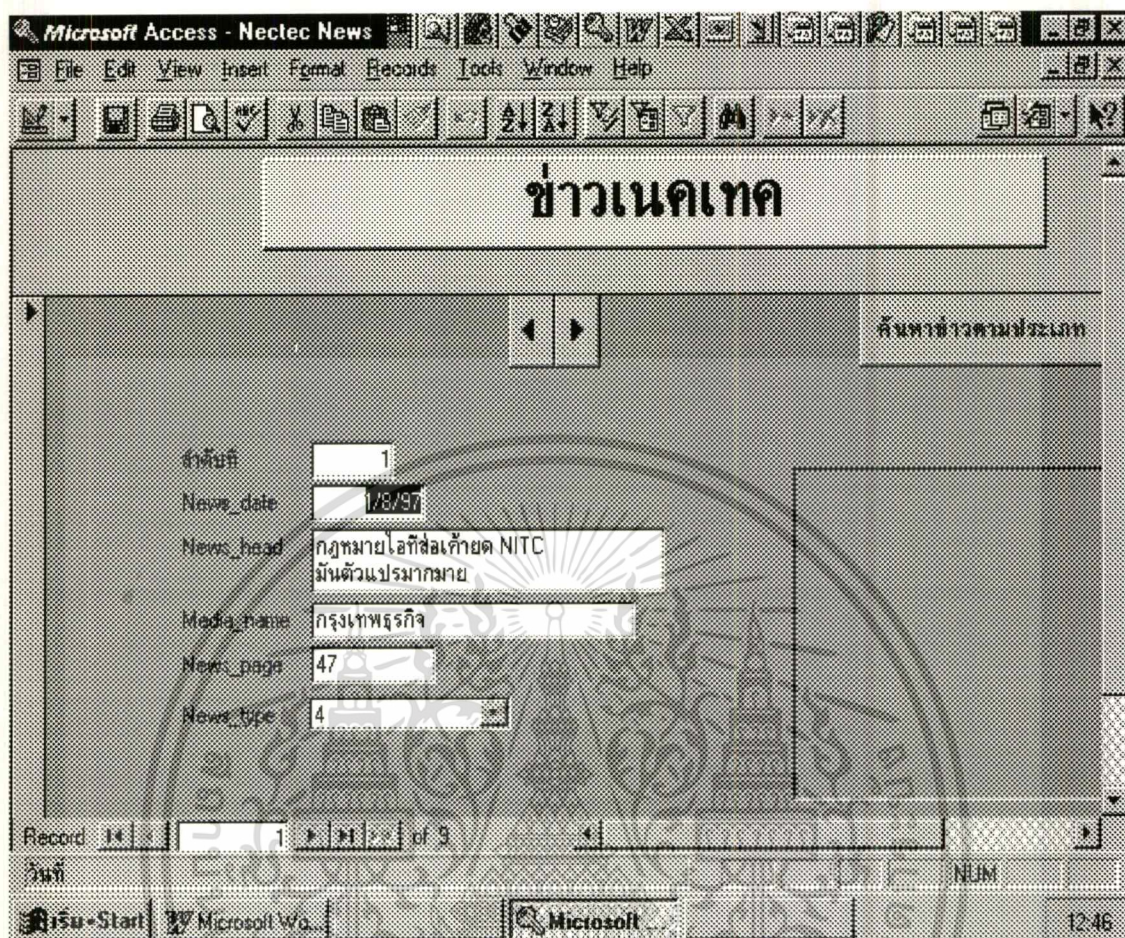 Microsoft Access - Nectec News
File Edit View Insert Format Records Tools Window Help
ข่าวเนคเทค
ค้นหาข่าวตามประเภท
ลำดับที่ 1
News_date 1/8/97
News_head กฎหมายไอทีส่อเค้ายด NITC
มันตัวแปรมากมาย
Media_name กรุงเทพธุรกิจ
News_page 47
News_type 4
Record 1 of 9
วันที่ NUM
เริ่ม-Start Microsoft Wo... Microsoft ... 12:46